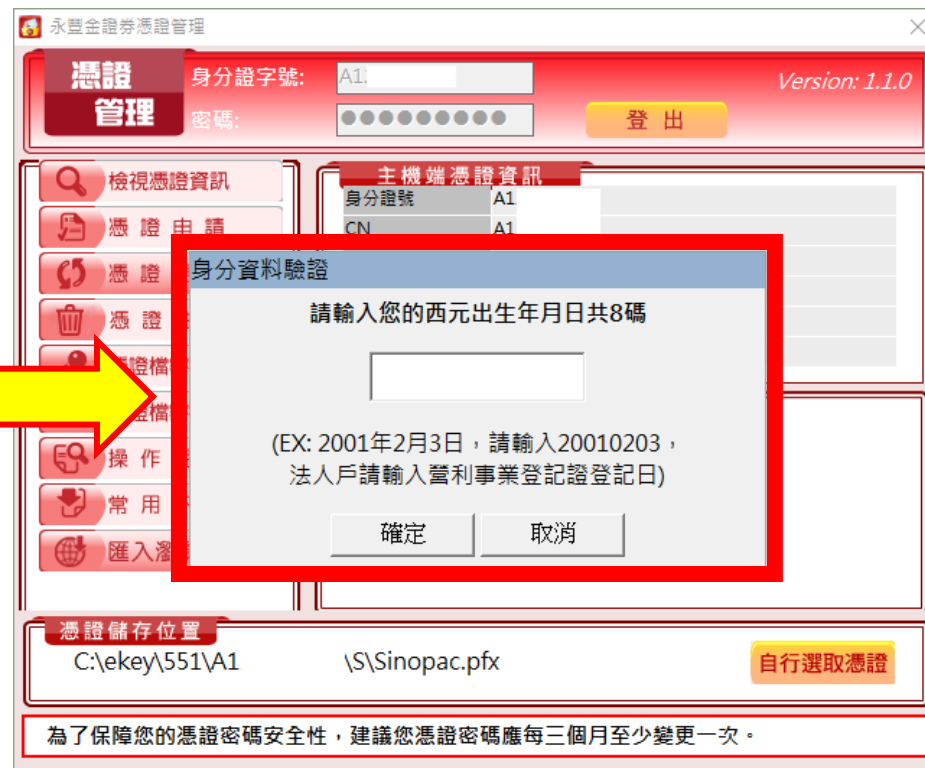 永豐金證券憑證管理
憑證
管理
身分證字號:
A12
密碼:
●●●●●●●●●
登 出
Version: 1.1.0
檢視憑證資訊
憑 證 申 請
憑 證
憑 證
證檔
證檔
操 作
常 用
匯入瀏
主機端憑證資訊
身分證號 A1
CN A1
身分資料驗證
請輸入您的西元出生年月日共8碼
(EX: 2001年2月3日，請輸入20010203，
法人戶請輸入營利事業登記證登記日)
確定 取消
憑證儲存位置
C:\ekey\551\A1 \S\Sinopac.pfx
自行選取憑證
為了保障您的憑證密碼安全性，建議您憑證密碼應每三個月至少變更一次。